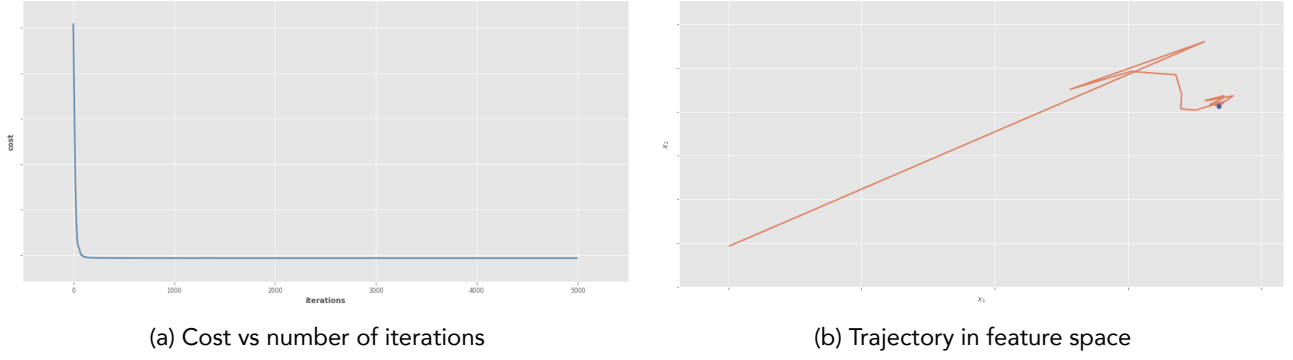 cost
0
1000
2000
3000
4000
5000
iterations
(a) Cost vs number of iterations
x₂
x₁
(b) Trajectory in feature space